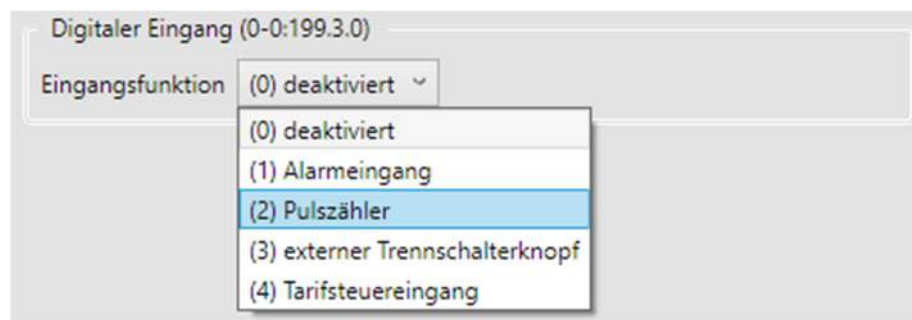 Digitaler Eingang (0-0:199.3.0)
Eingangsfunktion (0) deaktiviert
(0) deaktiviert
(1) Alarmeingang
(2) Pulszähler
(3) externer Trennschalterknopf
(4) Tarifsteuereingang